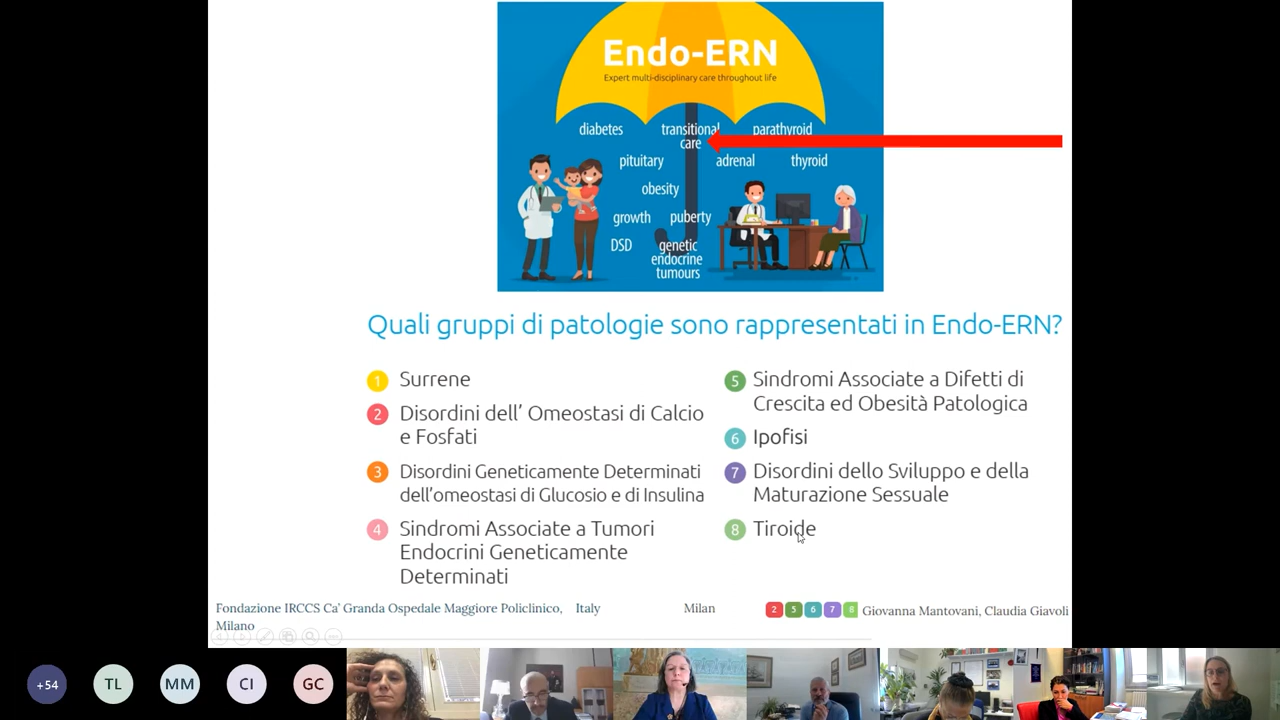 Endo-ERN
Expert multi-disciplinary care throughout life
diabetes
transitional
care
parathyroid
pituitary
adrenal
thyroid
obesity
growth
puberty
DSD
genetic
endocrine
tumours
Quali gruppi di patologie sono rappresentati in Endo-ERN?
1 Surrene
2 Disordini dell’ Omeostasi di Calcio
e Fosfati
3 Disordini Geneticamente Determinati
dell’omeostasi di Glucosio e di Insulina
4 Sindromi Associate a Tumori
Endocrini Geneticamente
Determinati
5 Sindromi Associate a Difetti di
Crescita ed Obesità Patologica
6 Ipofisi
7 Disordini dello Sviluppo e della
Maturazione Sessuale
8 Tiroide
Fondazione IRCCS Ca’ Granda Ospedale Maggiore Policlinico, Italy
Milano
Milan
2 5 6 7 8 Giovanna Mantovani, Claudia Giavoli
+54 TL MM CI GC